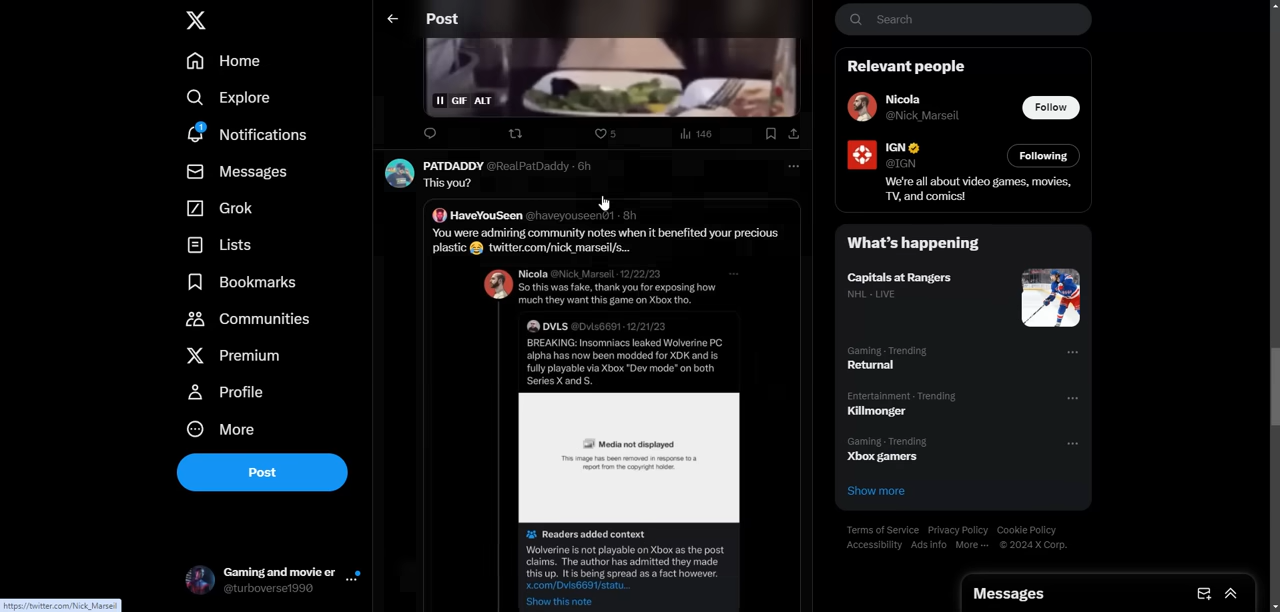 Home
Explore
1
Notifications
Messages
Grok
Lists
Bookmarks
Communities
Premium
Profile
More
Post
Gaming and movie er
@turboverse1990
https://twitter.com/Nick_Marseil
Post
GIF ALT
5
146
PATDADDY @RealPatDaddy · 6h
This you?
HaveYouSeen @haveyouseen01 · 8h
You were admiring community notes when it benefited your precious
plastic 😂 twitter.com/nick_marseil/s...
Nicola @Nick_Marseil · 12/22/23
So this was fake, thank you for exposing how
much they want this game on Xbox tho.
DVLS @Dvls6691 · 12/21/23
BREAKING: Insomniacs leaked Wolverine PC
alpha has now been modded for XDK and is
fully playable via Xbox "Dev mode" on both
Series X and S.
Media not displayed
This image has been removed in response to a
report from the copyright holder.
Readers added context
Wolverine is not playable on Xbox as the post
claims. The author has admitted they made
this up. It is being spread as a fact however.
x.com/Dvls6691/statu...
Show this note
Search
Relevant people
Nicola
@Nick_Marseil
Follow
IGN
@IGN
Following
We're all about video games, movies,
TV, and comics!
What's happening
Capitals at Rangers
NHL · LIVE
Gaming · Trending
Returnal
Entertainment · Trending
Killmonger
Gaming · Trending
Xbox gamers
Show more
Terms of Service Privacy Policy Cookie Policy
Accessibility Ads info More ··· © 2024 X Corp.
Messages